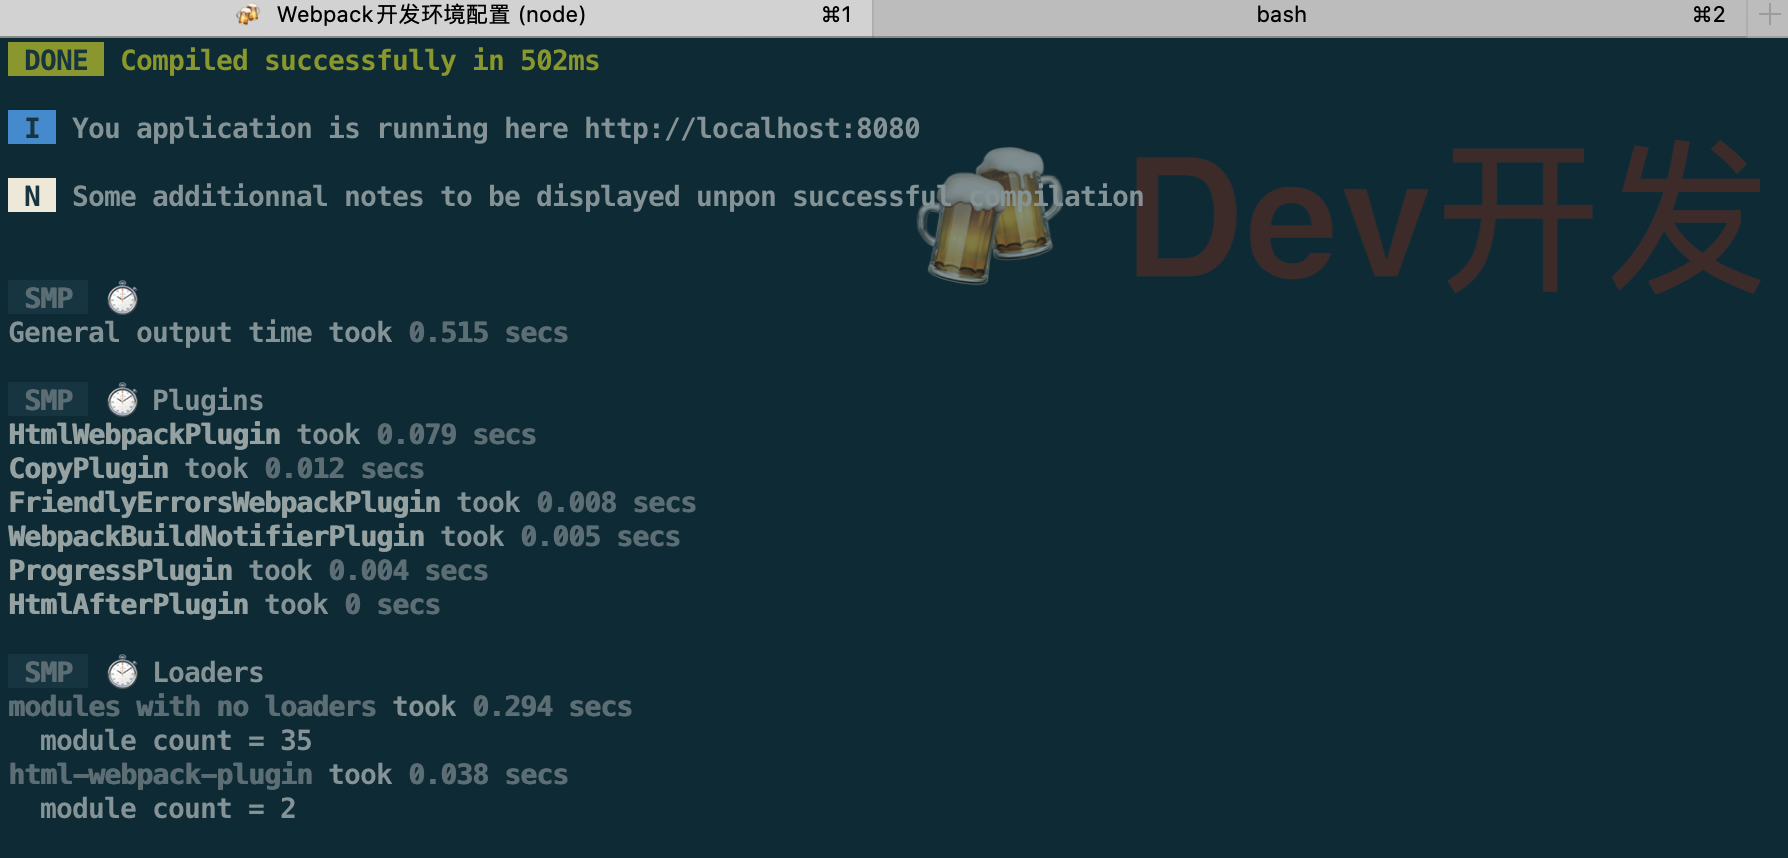 Webpack开发环境配置 (node) ⌘1 bash ⌘2
DONE Compiled successfully in 502ms
I You application is running here http://localhost:8080
N Some additionnal notes to be displayed unpon successful compilation
Dev开发
SMP ⏱
General output time took 0.515 secs
SMP ⏱ Plugins
HtmlWebpackPlugin took 0.079 secs
CopyPlugin took 0.012 secs
FriendlyErrorsWebpackPlugin took 0.008 secs
WebpackBuildNotifierPlugin took 0.005 secs
ProgressPlugin took 0.004 secs
HtmlAfterPlugin took 0 secs
SMP ⏱ Loaders
modules with no loaders took 0.294 secs
module count = 35
html-webpack-plugin took 0.038 secs
module count = 2